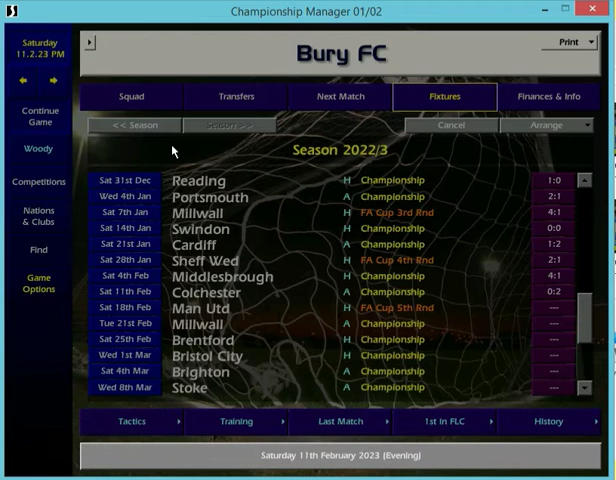 Championship Manager 01/02
Saturday
11.2.23 PM
Continue
Game
Woody
Competitions
Nations
& Clubs
Find
Game
Options
Print
Bury FC
Squad Transfers Next Match Fixtures Finances & Info
<< Season Season >> Cancel Arrange
Season 2022/3
Sat 31st Dec Reading H Championship 1:0
Wed 4th Jan Portsmouth A Championship 2:1
Sat 7th Jan Millwall H FA Cup 3rd Rnd 4:1
Sat 14th Jan Swindon H Championship 0:0
Sat 21st Jan Cardiff A Championship 1:2
Sat 28th Jan Sheff Wed H FA Cup 4th Rnd 2:1
Sat 4th Feb Middlesbrough H Championship 4:1
Sat 11th Feb Colchester A Championship 0:2
Sat 18th Feb Man Utd H FA Cup 5th Rnd ---
Tue 21st Feb Millwall A Championship ---
Sat 25th Feb Brentford H Championship ---
Wed 1st Mar Bristol City H Championship ---
Sat 4th Mar Brighton A Championship ---
Wed 8th Mar Stoke A Championship ---
Tactics Training Last Match 1st in FLC History
Saturday 11th February 2023 (Evening)